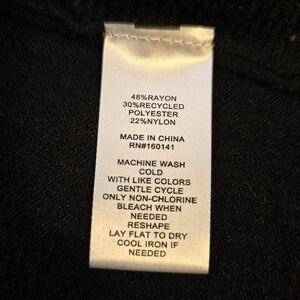 48%RAYON
30%RECYCLED
POLYESTER
22%NYLON
MADE IN CHINA
RN#160141
MACHINE WASH
COLD
WITH LIKE COLORS
GENTLE CYCLE
ONLY NON-CHLORINE
BLEACH WHEN
NEEDED
RESHAPE
LAY FLAT TO DRY
COOL IRON IF
NEEDED